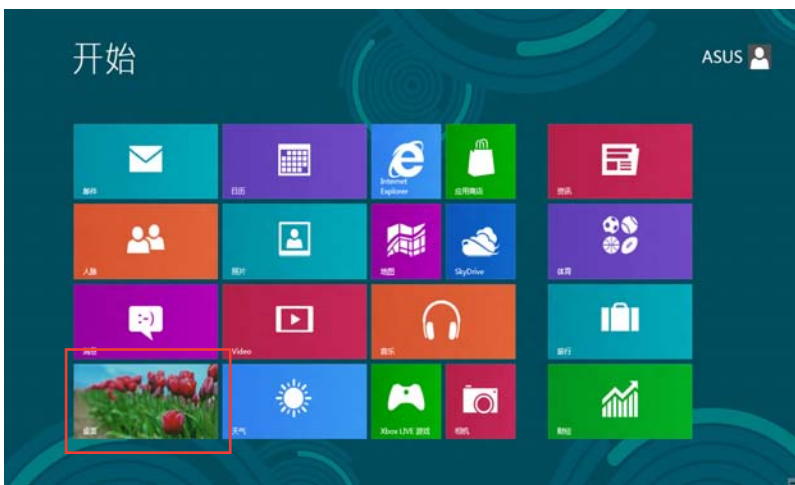 开始
ASUS
邮件
日历
Internet
Explorer
应用商店
资讯
人脉
照片
地图
SkyDrive
体育
消息
Video
音乐
旅行
桌面
天气
Xbox LIVE 游戏
相机
财经